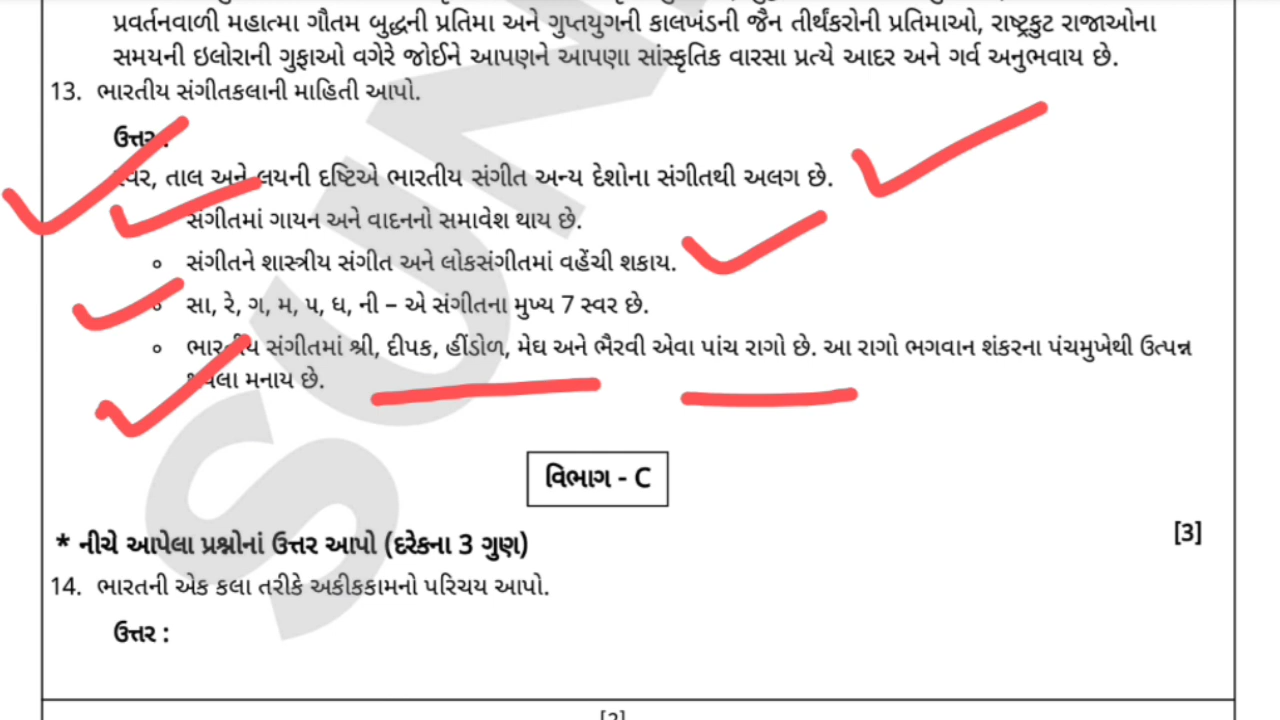 પ્રવર્તનવાળી મહાત્મા ગૌતમ બુદ્ધની પ્રતિમા અને ગુપ્તયુગની કાલખંડની જૈન તીર્થંકરોની પ્રતિમાઓ, રાષ્ટ્રકુટ રાજાઓના
સમયની ઇલોરાની ગુફાઓ વગેરે જોઈને આપણને આપણા સાંસ્કૃતિક વારસા પ્રત્યે આદર અને ગર્વ અનુભવાય છે.
13. ભારતીય સંગીતકલાની માહિતી આપો.
ઉત્તર :
સ્વર, તાલ અને લયની દષ્ટિએ ભારતીય સંગીત અન્ય દેશોના સંગીતથી અલગ છે.
સંગીતમાં ગાયન અને વાદનનો સમાવેશ થાય છે.
સંગીતને શાસ્ત્રીય સંગીત અને લોકસંગીતમાં વહેંચી શકાય.
સા, રે, ગ, મ, પ, ધ, ની – એ સંગીતના મુખ્ય 7 સ્વર છે.
ભારતીય સંગીતમાં શ્રી, દીપક, હીંડોળ, મેઘ અને ભૈરવી એવા પાંચ રાગો છે. આ રાગો ભગવાન શંકરના પંચમુખેથી ઉત્પન્ન
થયેલા મનાય છે.
વિભાગ - C
* નીચે આપેલા પ્રશ્નોનાં ઉત્તર આપો (દરેકના 3 ગુણ) [3]
14. ભારતની એક કલા તરીકે અકીકકામનો પરિચય આપો.
ઉત્તર :